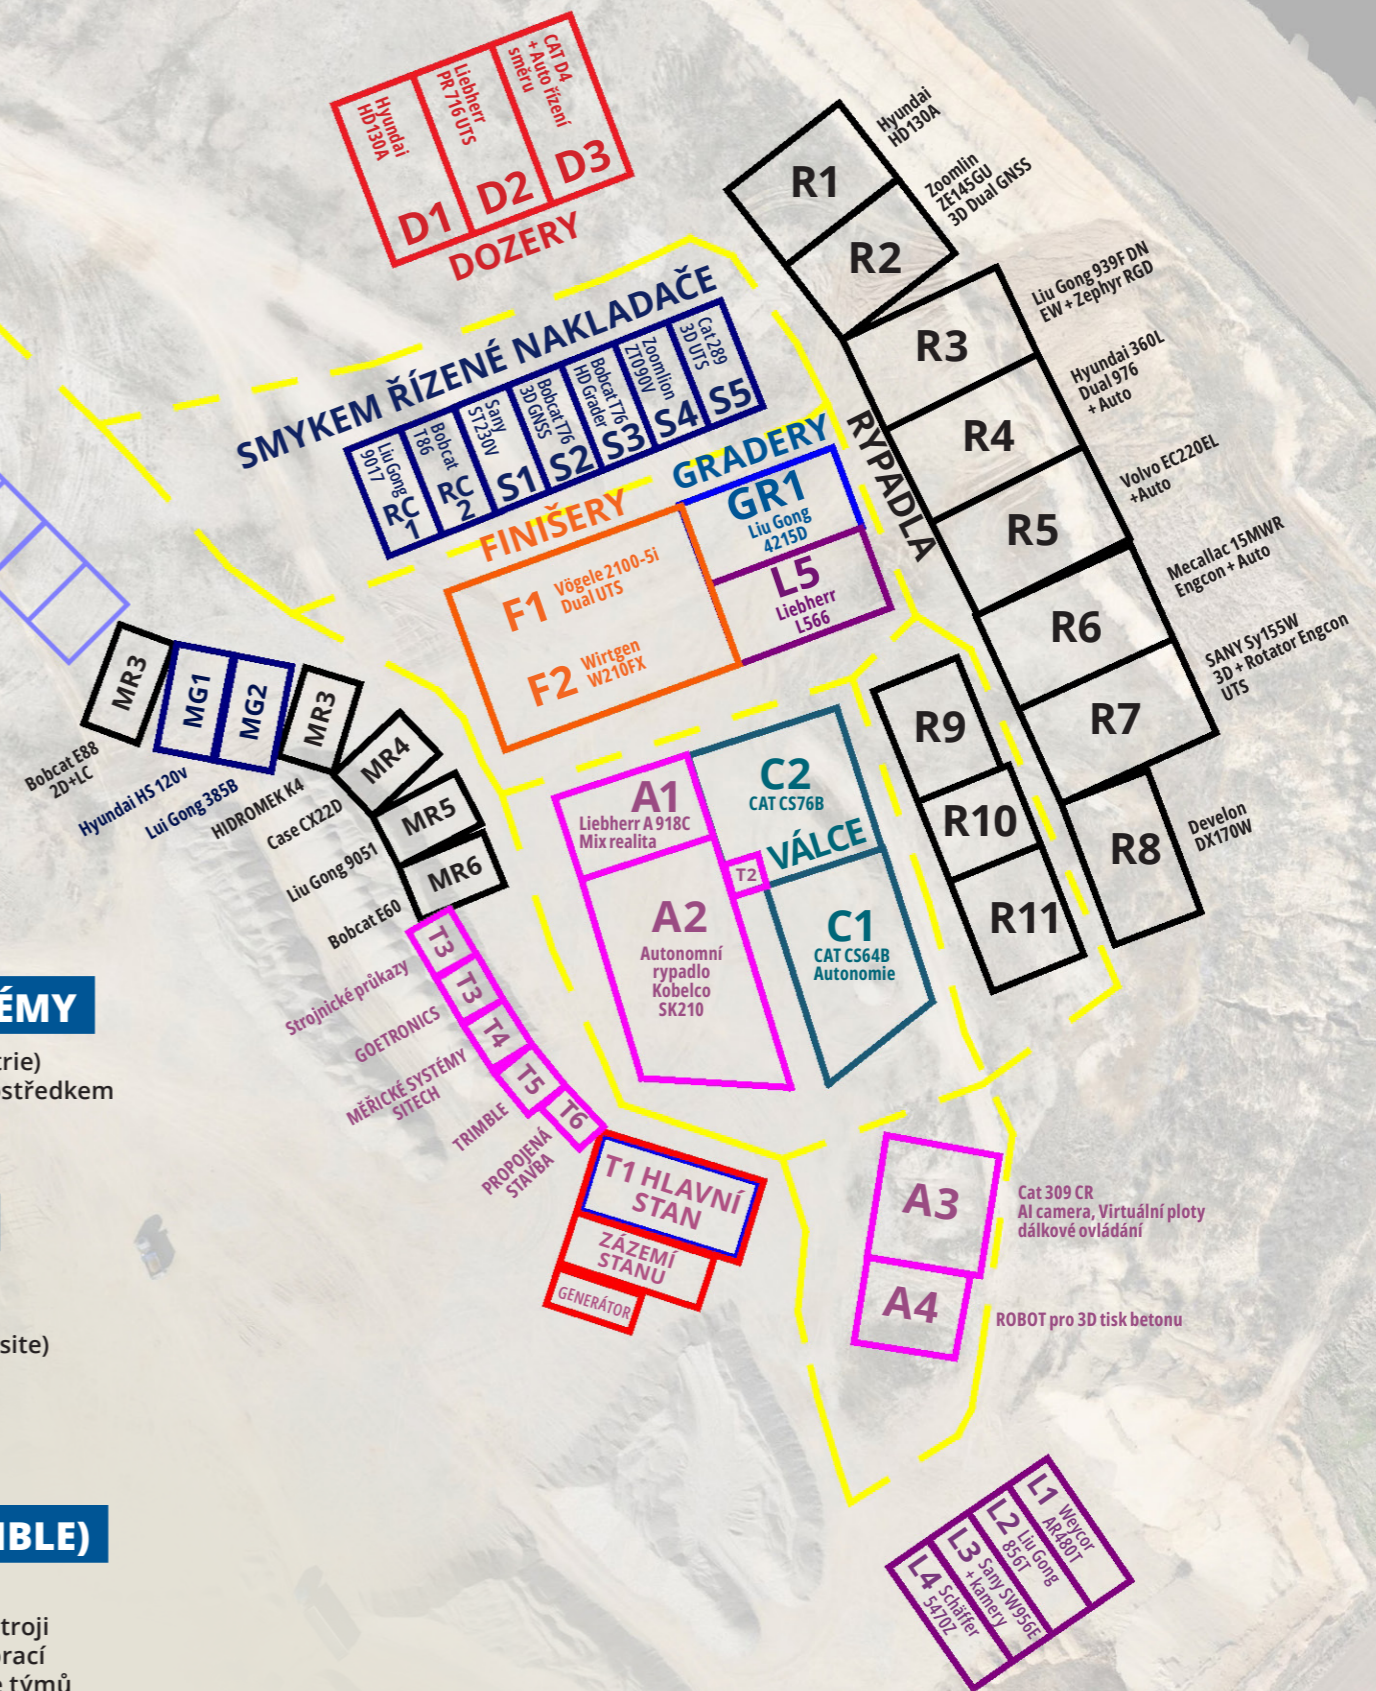 Hyundai
HD130A
D1
Liebherr
PR 716 UTS
D2
CAT D4
+ Auto řízení
směru
D3
DOZERY
R1
Hyundai
HD130A
R2
Zoomlin
ZE145GU
3D Dual GNSS
R3
Liu Gong 939F DN
EW + Zephyr RGD
R4
Hyundai 360L
Dual 976
+ Auto
R5
Volvo EC220EL
+Auto
R6
Mecallac 15MWR
Engcon + Auto
R7
SANY Sy155W
3D + Rotator Engcon
UTS
R8
Develon
DX170W
RYPADLA
SMYKEM ŘÍZENÉ NAKLADAČE
Liu Gong
9017
RC
1
Bobcat
T86
RC
2
Sany
ST230V
S1
Bobcat T76
3D GNSS
S2
Bobcat T76
HD Grader
S3
Zoomlion
ZT090V
S4
Cat 289
3D UTS
S5
GRADERY
GR1
Liu Gong
4215D
L5
Liebherr
L566
FINIŠERY
F1
Vögele 2100-5i
Dual UTS
F2
Wirtgen
W210FX
MR3
MG1
MG2
MR3
MR4
MR5
MR6
Bobcat E88
2D+LC
Hyundai HS 120v
Lui Gong 385B
HIDROMEK K4
Case CX22D
Liu Gong 9051
Bobcat E60
R9
R10
R11
A1
Liebherr A 918C
Mix realita
C2
CAT CS76B
VÁLCE
T2
A2
Autonomní
rypadlo
Kobelco
SK210
C1
CAT CS64B
Autonomie
T3
T3
T4
T5
T6
Strojnické průkazy
GOETRONICS
MĚŘICKÉ SYSTÉMY
SITECH
TRIMBLE
PROPOJENÁ
STAVBA
T1 HLAVNÍ
STAN
ZÁZEMÍ
STANU
GENERÁTOR
A3
Cat 309 CR
AI camera, Virtuální ploty
dálkové ovládání
A4
ROBOT pro 3D tisk betonu
L1
Weycor
AR480T
L2
Liu Gong
856T
L3
Sany SW956E
+ kamery
L4
Schäffer
5470Z
ÉMY
trie)
ostředkem
site)
IBLE)
troji
prací
e týmů